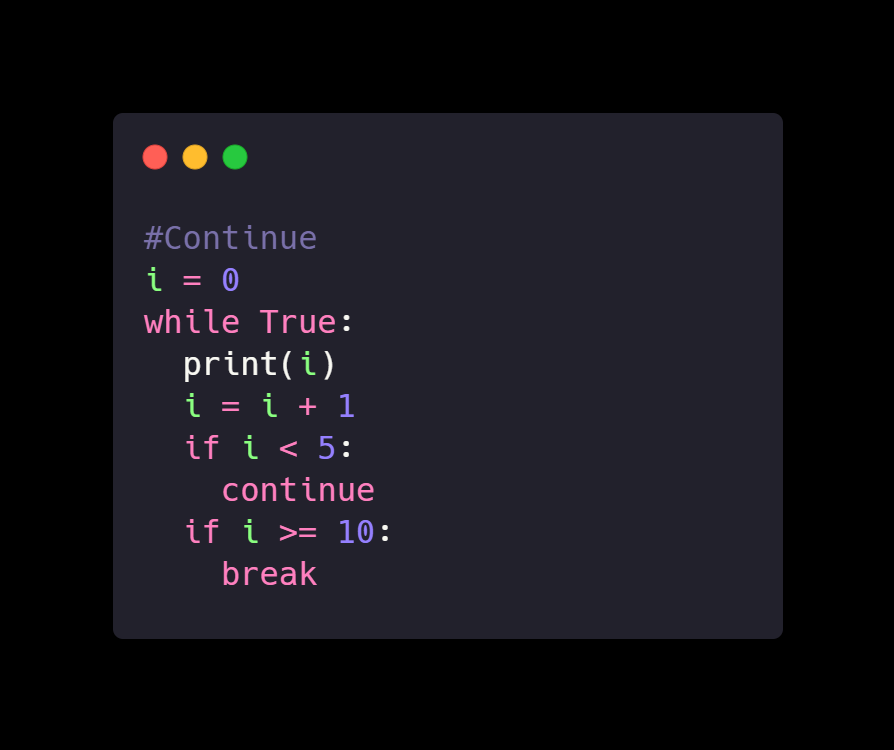 #Continue
i = 0
while True:
  print(i)
  i = i + 1
  if i < 5:
    continue
  if i >= 10:
    break